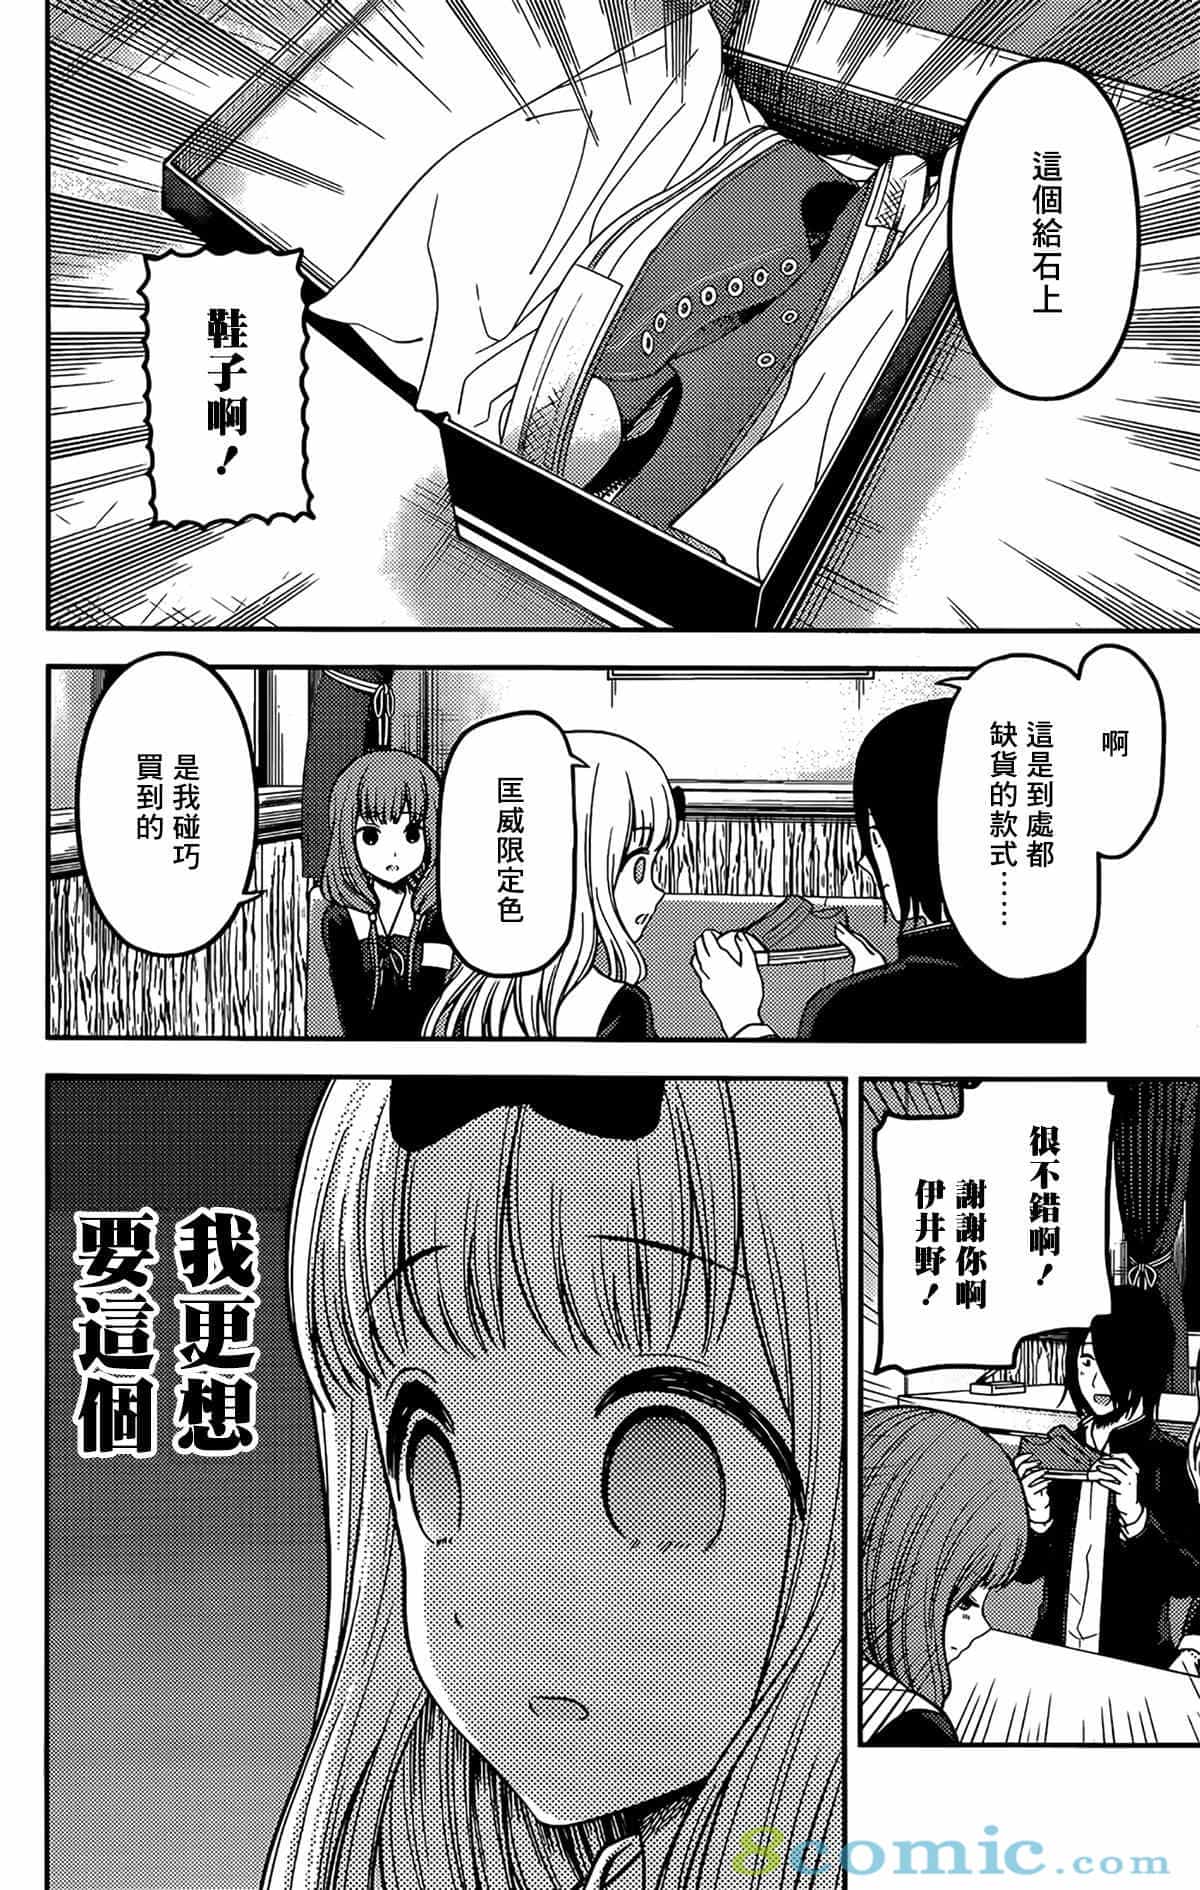 這個給石上
鞋子啊！
啊
這是到處都
缺貨的款式……
匡威限定色
是我碰巧
買到的
很不錯啊！
謝謝你啊
伊井野！
我更想
要這個
8comic.com